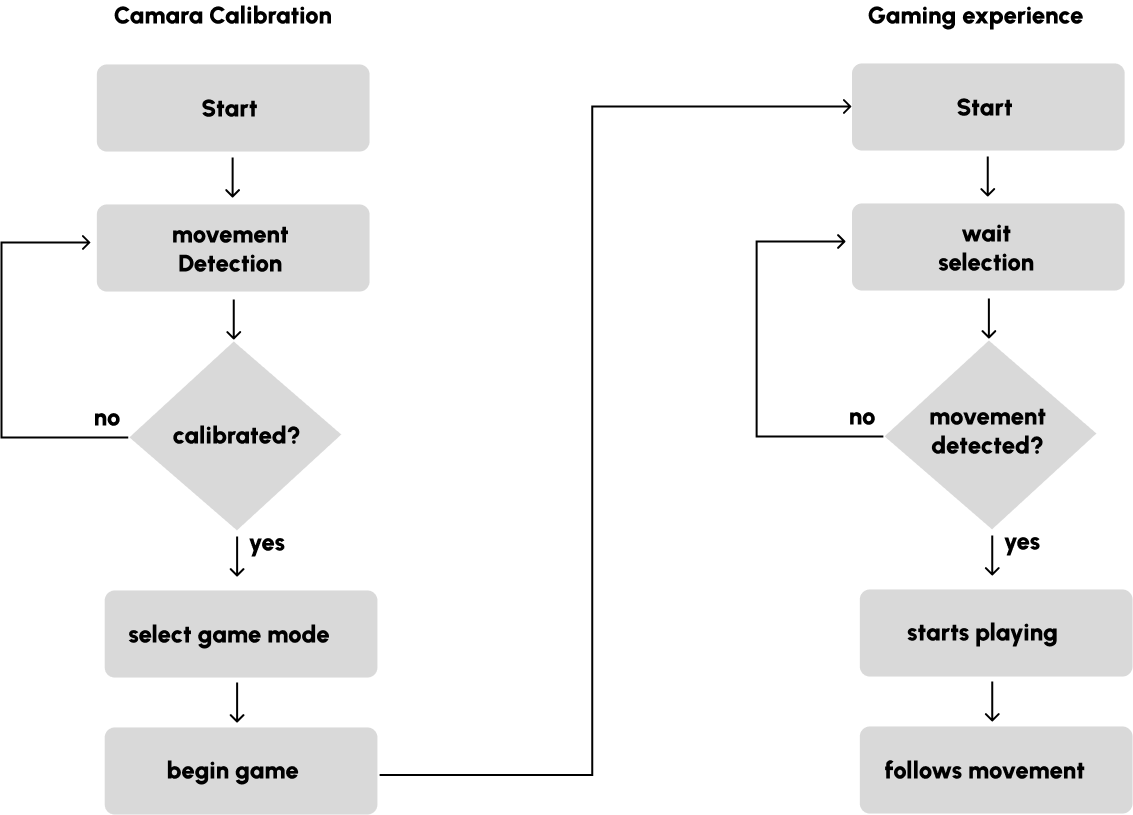 Camara Calibration
Start
movement
Detection
no
calibrated?
yes
select game mode
begin game
Gaming experience
Start
wait
selection
no
movement
detected?
yes
starts playing
follows movement